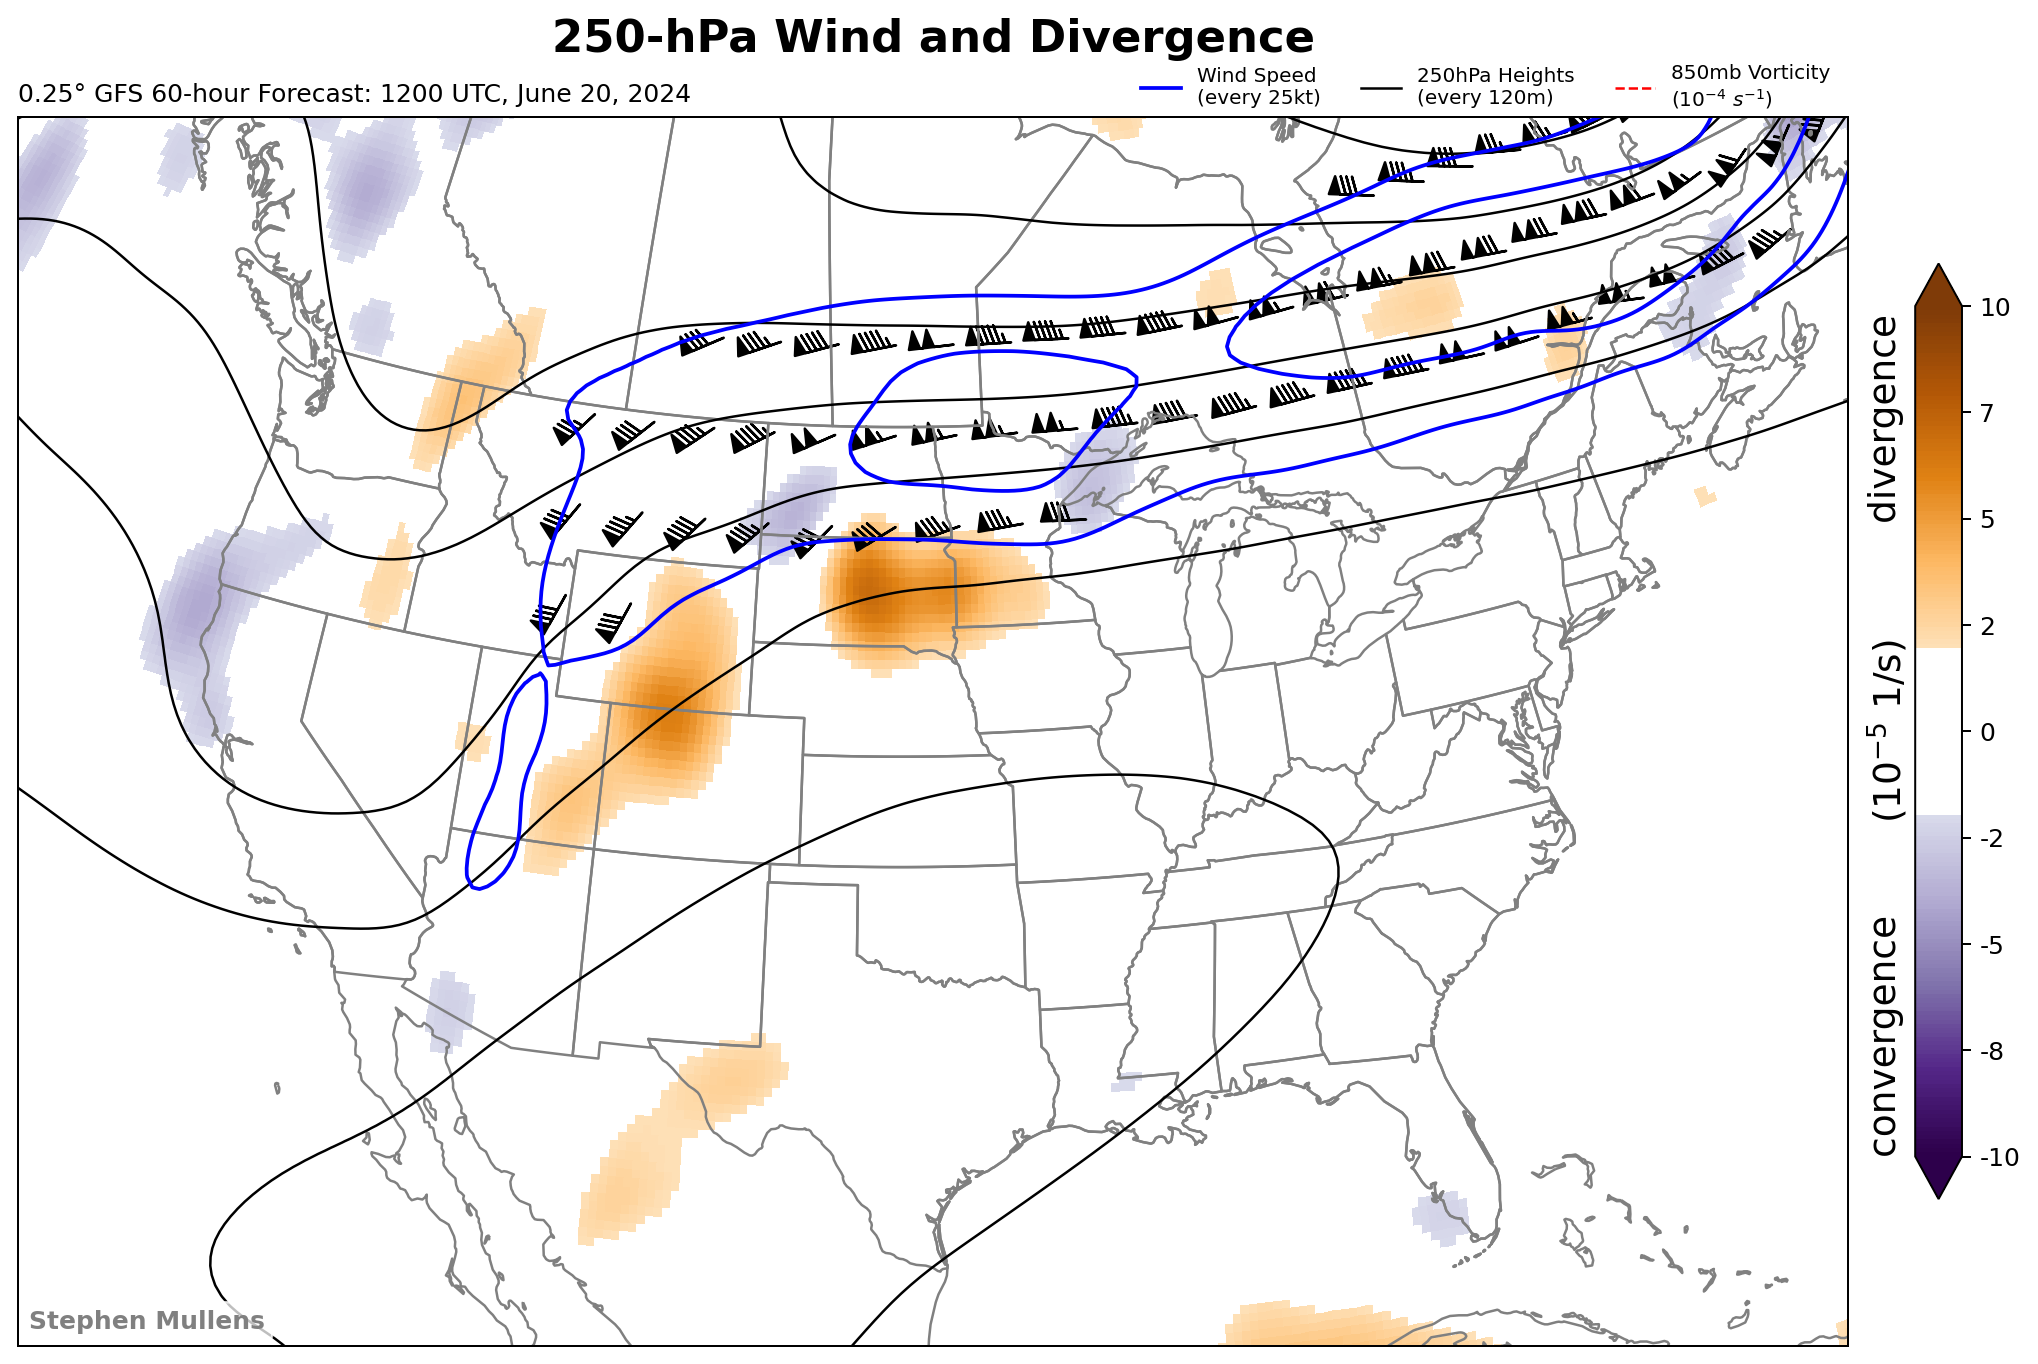 250-hPa Wind and Divergence
0.25° GFS 60-hour Forecast: 1200 UTC, June 20, 2024
Wind Speed
(every 25kt)
250hPa Heights
(every 120m)
850mb Vorticity
(10⁻⁴ s⁻¹)
10
7
5
2
0
-2
-5
-8
-10
convergence (10⁻⁵ 1/s) divergence
Stephen Mullens